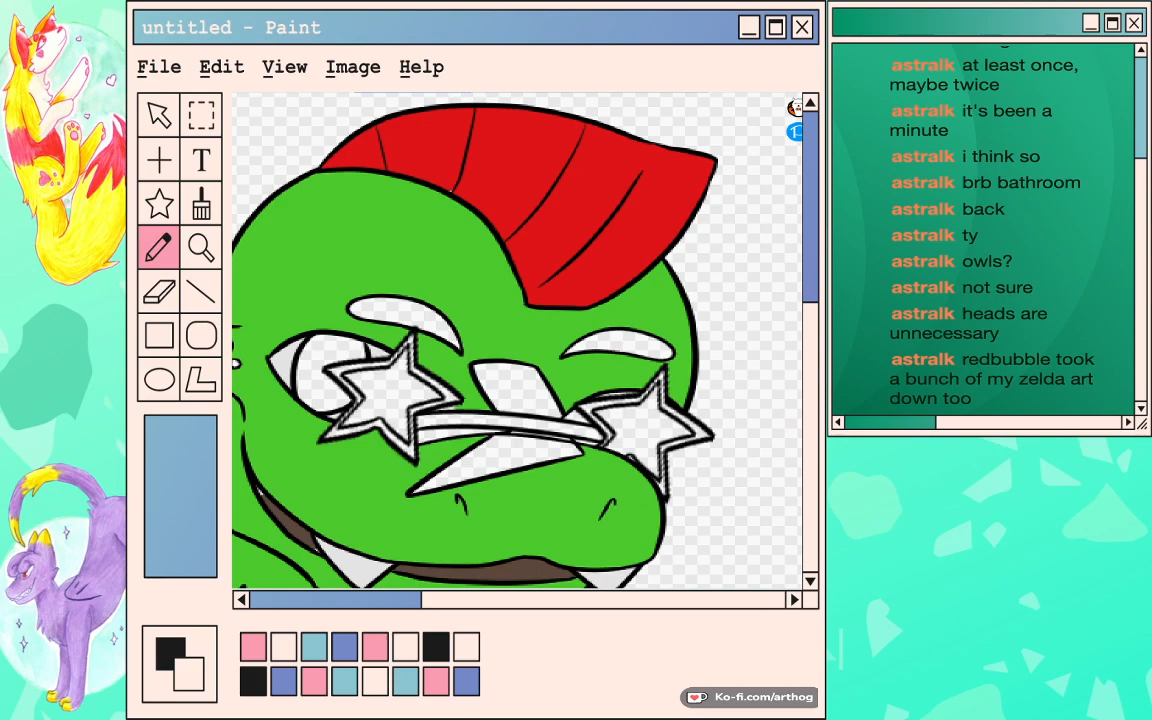 untitled - Paint
File Edit View Image Help
T
astralk at least once,
maybe twice
astralk it's been a
minute
astralk i think so
astralk brb bathroom
astralk back
astralk ty
astralk owls?
astralk not sure
astralk heads are
unnecessary
astralk redbubble took
a bunch of my zelda art
down too
Ko-fi.com/arthog